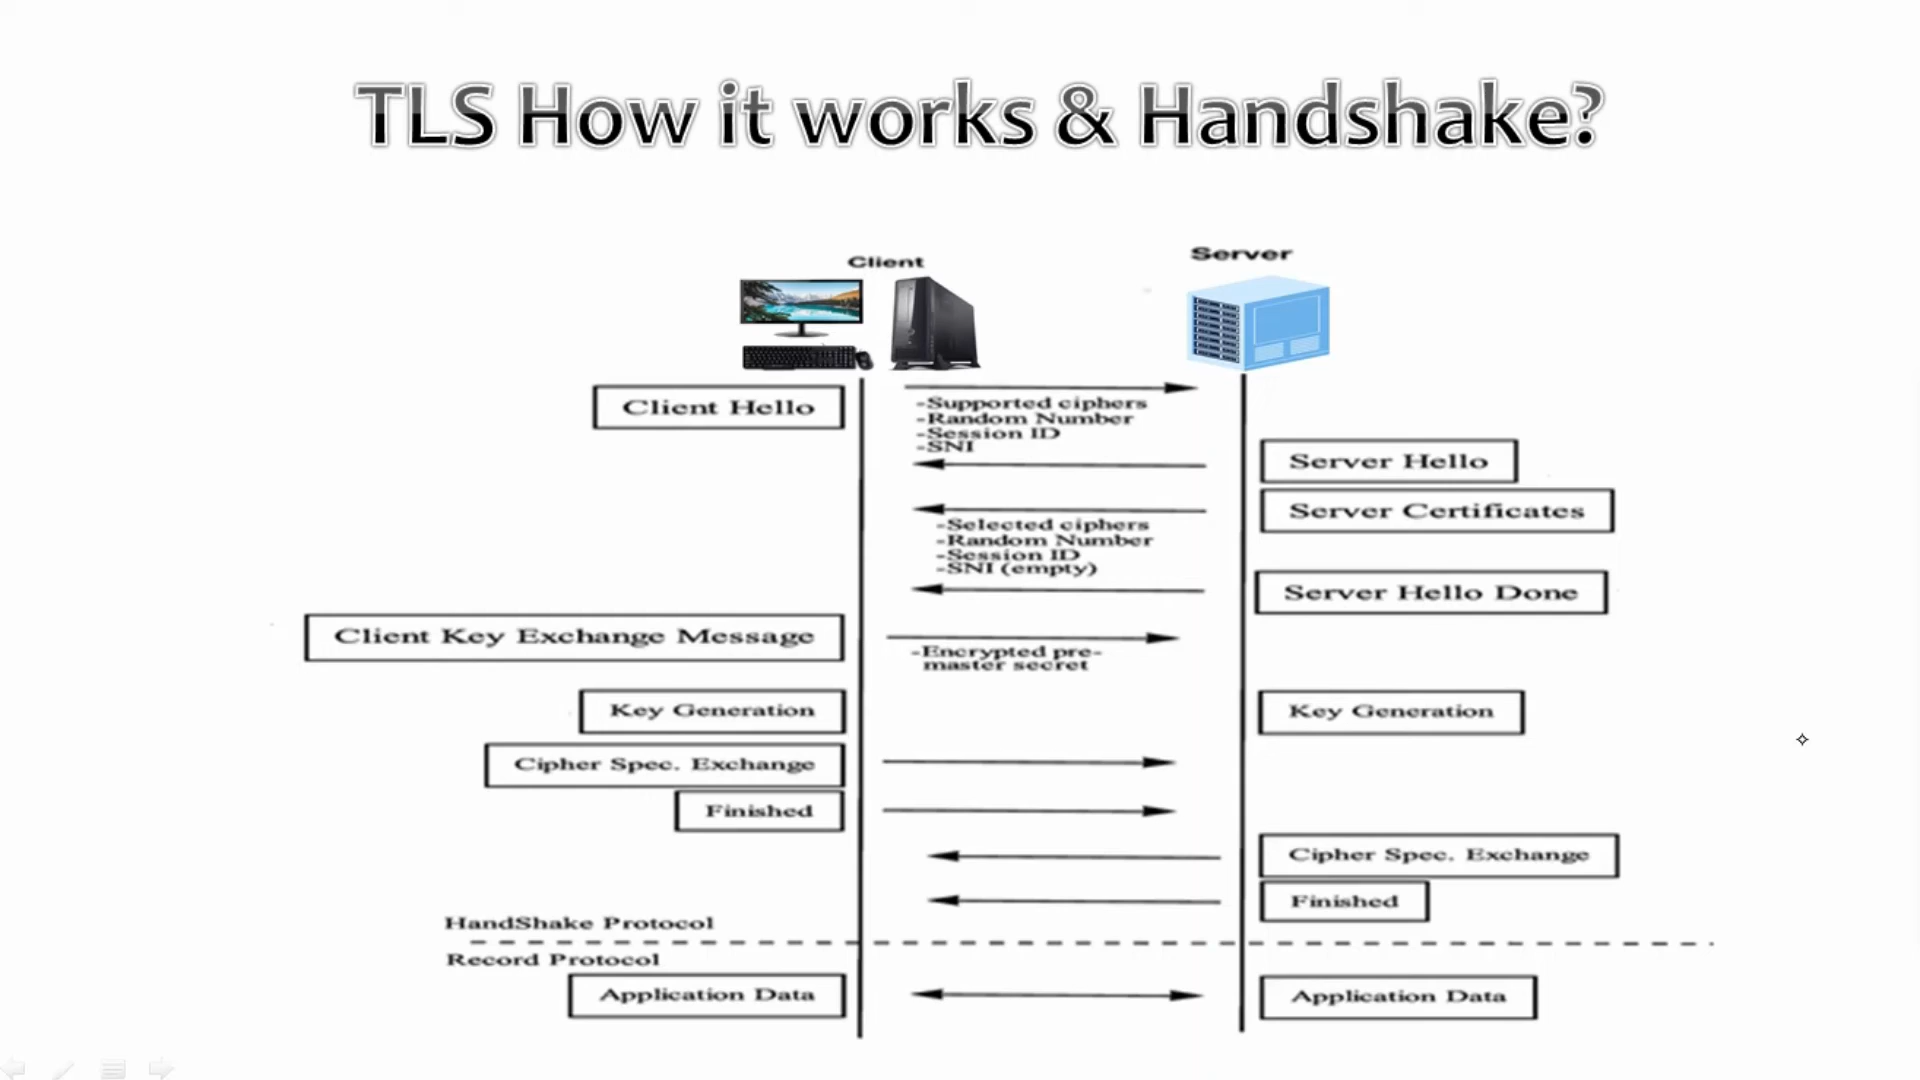 TLS How it works & Handshake?
Client
Server
Client Hello
-Supported ciphers
-Random Number
-Session ID
-SNI
Server Hello
Server Certificates
-Selected ciphers
-Random Number
-Session ID
-SNI (empty)
Server Hello Done
Client Key Exchange Message
-Encrypted pre-
master secret
Key Generation
Key Generation
Cipher Spec. Exchange
Finished
Cipher Spec. Exchange
Finished
HandShake Protocol
Record Protocol
Application Data
Application Data